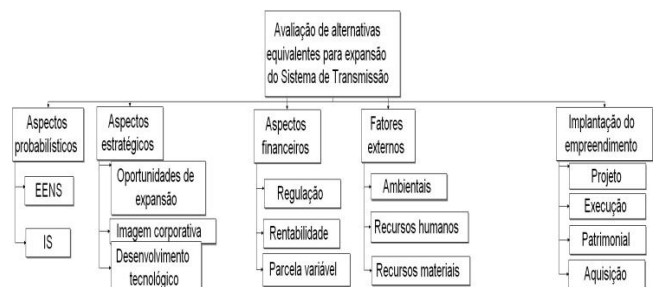 Avaliação de alternativas
equivalentes para expansão
do Sistema de Transmissão
Aspectos
probabilísticos
EENS
IS
Aspectos
estratégicos
Oportunidades de
expansão
Imagem corporativa
Desenvolvimento
tecnológico
Aspectos
financeiros
Regulação
Rentabilidade
Parcela variável
Fatores
externos
Ambientais
Recursos humanos
Recursos materiais
Implantação do
empreendimento
Projeto
Execução
Patrimonial
Aquisição